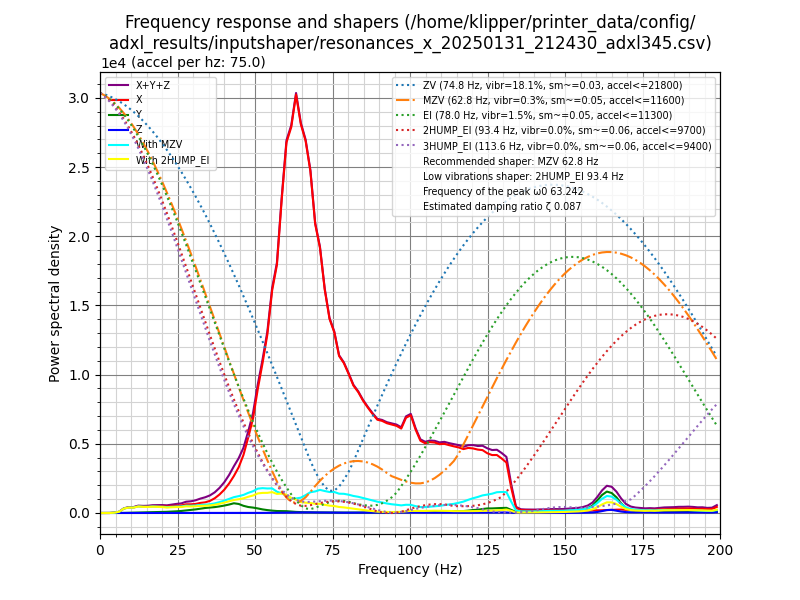 Frequency response and shapers (/home/klipper/printer_data/config/
adxl_results/inputshaper/resonances_x_20250131_212430_adxl345.csv)
1e4 (accel per hz: 75.0)
X+Y+Z
X
Y
Z
With MZV
With 2HUMP_EI
ZV (74.8 Hz, vibr=18.1%, sm~=0.03, accel<=21800)
MZV (62.8 Hz, vibr=0.3%, sm~=0.05, accel<=11600)
EI (78.0 Hz, vibr=1.5%, sm~=0.05, accel<=11300)
2HUMP_EI (93.4 Hz, vibr=0.0%, sm~=0.06, accel<=9700)
3HUMP_EI (113.6 Hz, vibr=0.0%, sm~=0.06, accel<=9400)
Recommended shaper: MZV 62.8 Hz
Low vibrations shaper: 2HUMP_EI 93.4 Hz
Frequency of the peak ω0 63.242
Estimated damping ratio ζ 0.087
Power spectral density
3.0
2.5
2.0
1.5
1.0
0.5
0.0
0 25 50 75 100 125 150 175 200
Frequency (Hz)